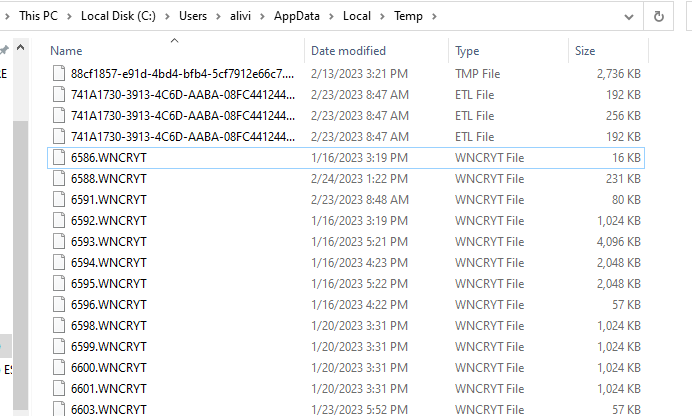 This PC > Local Disk (C:) > Users > alivi > AppData > Local > Temp >
Name Date modified Type Size
88cf1857-e91d-4bd4-bfb4-5cf7912e66c7.... 2/13/2023 3:21 PM TMP File 2,736 KB
741A1730-3913-4C6D-AABA-08FC441244... 2/23/2023 8:47 AM ETL File 192 KB
741A1730-3913-4C6D-AABA-08FC441244... 2/23/2023 8:47 AM ETL File 256 KB
741A1730-3913-4C6D-AABA-08FC441244... 2/23/2023 8:47 AM ETL File 192 KB
6586.WNCRYT 1/16/2023 3:19 PM WNCRYT File 16 KB
6588.WNCRYT 2/24/2023 1:22 PM WNCRYT File 231 KB
6591.WNCRYT 2/23/2023 8:48 AM WNCRYT File 80 KB
6592.WNCRYT 1/16/2023 3:19 PM WNCRYT File 1,024 KB
6593.WNCRYT 1/16/2023 5:21 PM WNCRYT File 4,096 KB
6594.WNCRYT 1/16/2023 4:23 PM WNCRYT File 2,048 KB
6595.WNCRYT 1/16/2023 5:22 PM WNCRYT File 2,048 KB
6596.WNCRYT 1/16/2023 4:22 PM WNCRYT File 57 KB
6598.WNCRYT 1/20/2023 3:31 PM WNCRYT File 1,024 KB
6599.WNCRYT 1/20/2023 3:31 PM WNCRYT File 1,024 KB
6600.WNCRYT 1/20/2023 3:31 PM WNCRYT File 1,024 KB
6601.WNCRYT 1/20/2023 3:31 PM WNCRYT File 1,024 KB
6603.WNCRYT 1/23/2023 5:52 PM WNCRYT File 57 KB